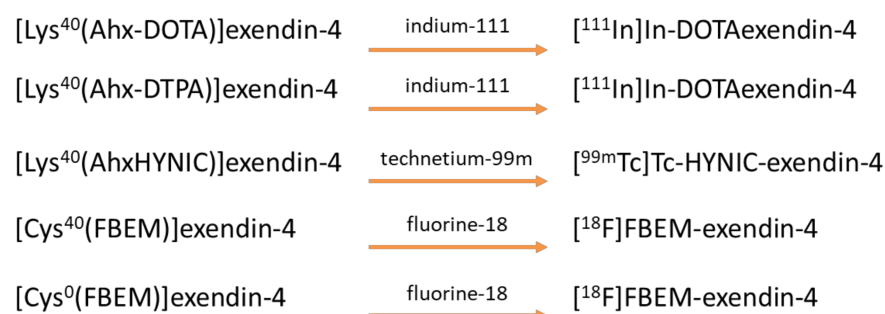 [Lys⁴⁰(Ahx-DOTA)]exendin-4 indium-111 [¹¹¹In]In-DOTAexendin-4
[Lys⁴⁰(Ahx-DTPA)]exendin-4 indium-111 [¹¹¹In]In-DOTAexendin-4
[Lys⁴⁰(AhxHYNIC)]exendin-4 technetium-99m [⁹⁹ᵐTc]Tc-HYNIC-exendin-4
[Cys⁴⁰(FBEM)]exendin-4 fluorine-18 [¹⁸F]FBEM-exendin-4
[Cys⁰(FBEM)]exendin-4 fluorine-18 [¹⁸F]FBEM-exendin-4